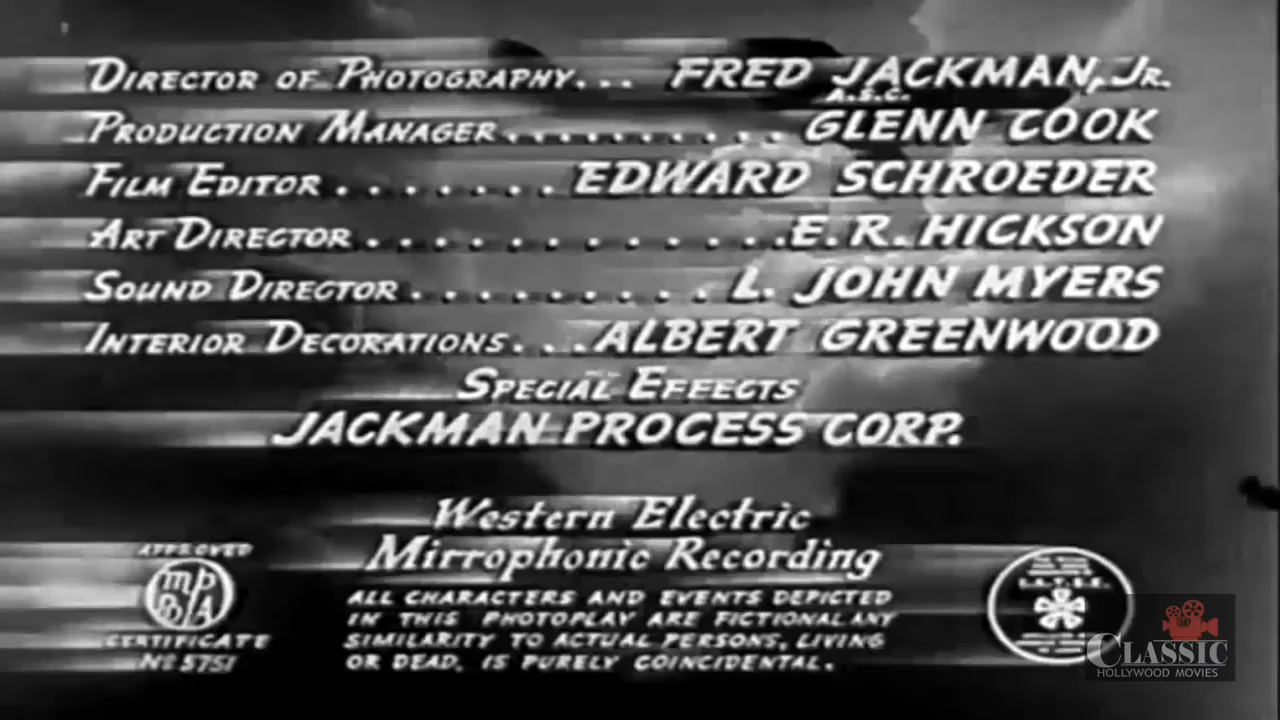 DIRECTOR OF PHOTOGRAPHY... FRED JACKMAN, JR.
A.S.C.
PRODUCTION MANAGER.......... GLENN COOK
FILM EDITOR........ EDWARD SCHROEDER
ART DIRECTOR.............E.R. HICKSON
SOUND DIRECTOR......... L. JOHN MYERS
INTERIOR DECORATIONS. ...ALBERT GREENWOOD
SPECIAL EFFECTS
JACKMAN PROCESS CORP.
Western Electric
Mirrophonic Recording
ALL CHARACTERS AND EVENTS DEPICTED
IN THIS PHOTOPLAY ARE FICTIONAL ANY
SIMILARITY TO ACTUAL PERSONS, LIVING
OR DEAD, IS PURELY COINCIDENTAL.
APPROVED
MPPDA
CERTIFICATE
No 5751
I.A.T.S.E.
CLASSIC
HOLLYWOOD MOVIES